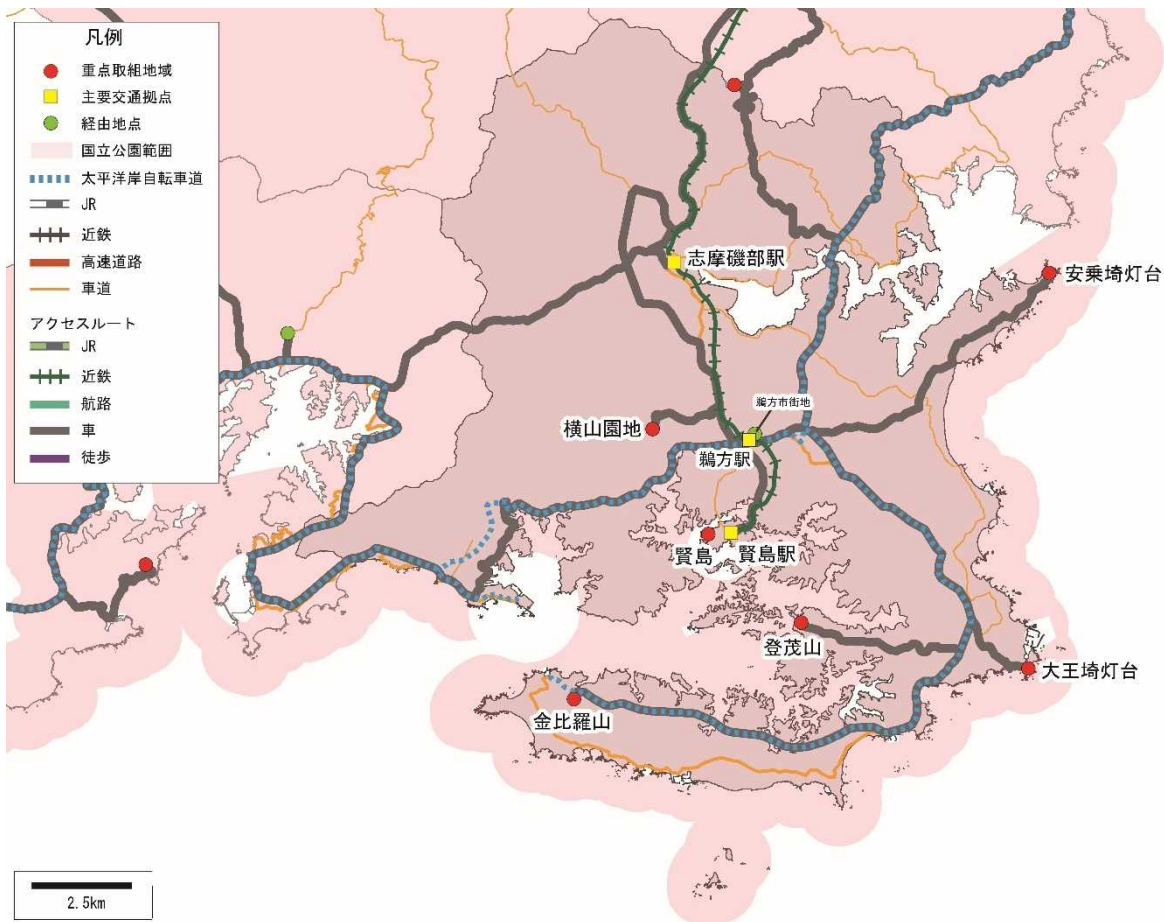 凡例
重点取組地域
主要交通拠点
経由地点
国立公園範囲
太平洋岸自転車道
JR
近鉄
高速道路
車道
アクセスルート
JR
近鉄
航路
車
徒歩
志摩磯部駅
安乗埼灯台
鵜方市街地
横山園地
鵜方駅
賢島
賢島駅
登茂山
大王埼灯台
金比羅山
2.5km